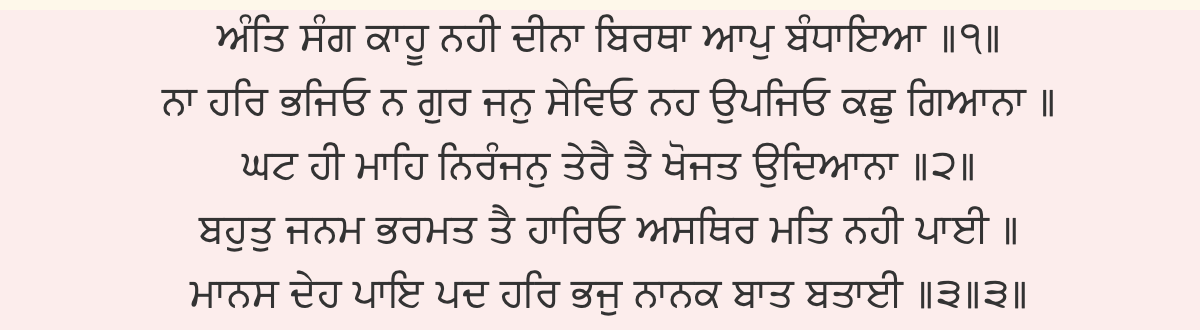 ਅੰਤਿ ਸੰਗ ਕਾਹੂ ਨਹੀ ਦੀਨਾ ਬਿਰਥਾ ਆਪੁ ਬੰਧਾਇਆ ॥੧॥
ਨਾ ਹਰਿ ਭਜਿਓ ਨ ਗੁਰ ਜਨੁ ਸੇਵਿਓ ਨਹ ਉਪਜਿਓ ਕਛੁ ਗਿਆਨਾ ॥
ਘਟ ਹੀ ਮਾਹਿ ਨਿਰੰਜਨੁ ਤੇਰੈ ਤੈ ਖੋਜਤ ਉਦਿਆਨਾ ॥੨॥
ਬਹੁਤੁ ਜਨਮ ਭਰਮਤ ਤੈ ਹਾਰਿਓ ਅਸਥਿਰ ਮਤਿ ਨਹੀ ਪਾਈ ॥
ਮਾਨਸ ਦੇਹ ਪਾਇ ਪਦ ਹਰਿ ਭਜੁ ਨਾਨਕ ਬਾਤ ਬਤਾਈ ॥੩॥੩॥